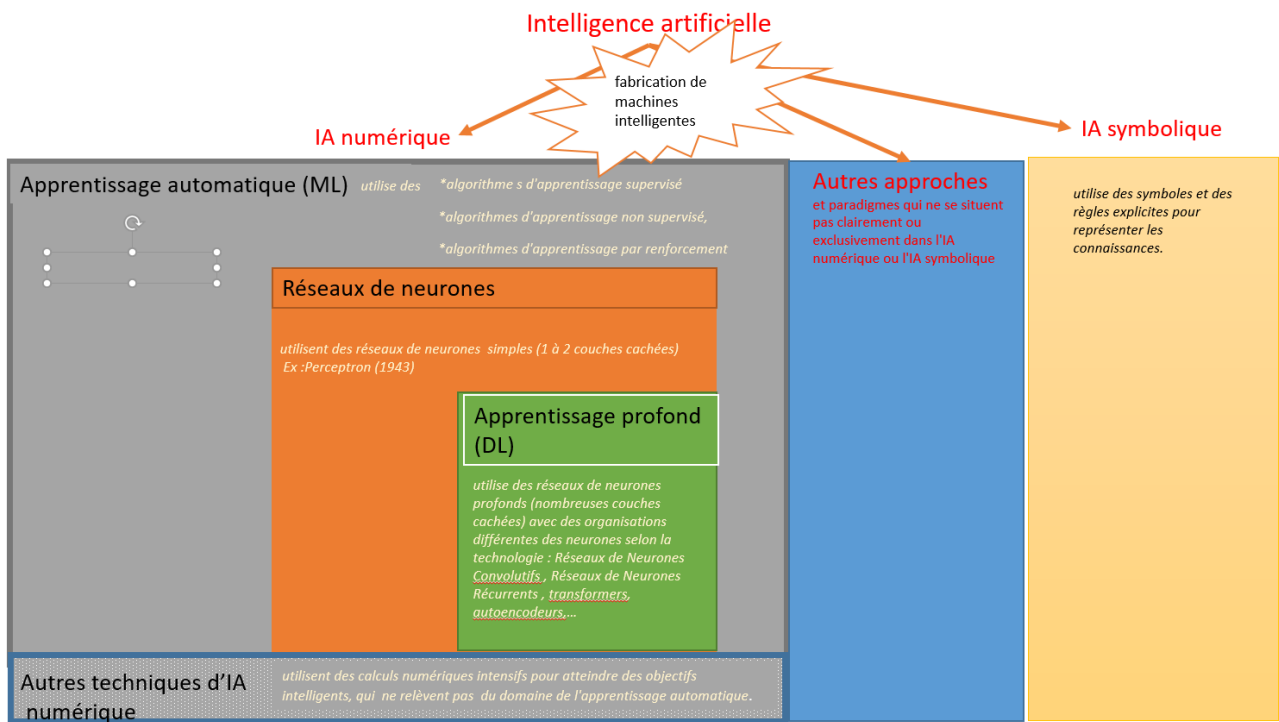 Intelligence artificielle
fabrication de
machines
intelligentes
IA numérique
IA symbolique
Apprentissage automatique (ML) utilise des *algorithme s d'apprentissage supervisé
*algorithmes d'apprentissage non supervisé,
*algorithmes d'apprentissage par renforcement
Réseaux de neurones
utilisent des réseaux de neurones simples (1 à 2 couches cachées)
Ex :Perceptron (1943)
Apprentissage profond
(DL)
utilise des réseaux de neurones
profonds (nombreuses couches
cachées) avec des organisations
différentes des neurones selon la
technologie : Réseaux de Neurones
Convolutifs , Réseaux de Neurones
Récurrents , transformers,
autoencodeurs,...
Autres techniques d’IA
numérique
utilisent des calculs numériques intensifs pour atteindre des objectifs
intelligents, qui ne relèvent pas du domaine de l'apprentissage automatique.
Autres approches
et paradigmes qui ne se situent
pas clairement ou
exclusivement dans l'IA
numérique ou l'IA symbolique
utilise des symboles et des
règles explicites pour
représenter les
connaissances.